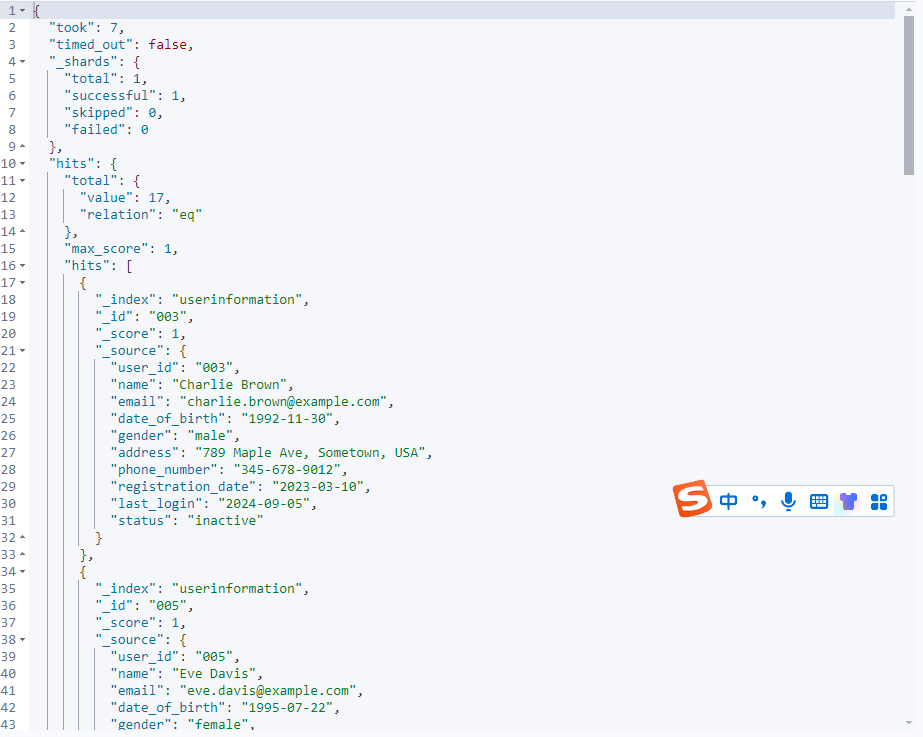 1 {
2 "took": 7,
3 "timed_out": false,
4 "_shards": {
5 "total": 1,
6 "successful": 1,
7 "skipped": 0,
8 "failed": 0
9 },
10 "hits": {
11 "total": {
12 "value": 17,
13 "relation": "eq"
14 },
15 "max_score": 1,
16 "hits": [
17 {
18 "_index": "userinformation",
19 "_id": "003",
20 "_score": 1,
21 "_source": {
22 "user_id": "003",
23 "name": "Charlie Brown",
24 "email": "charlie.brown@example.com",
25 "date_of_birth": "1992-11-30",
26 "gender": "male",
27 "address": "789 Maple Ave, Sometown, USA",
28 "phone_number": "345-678-9012",
29 "registration_date": "2023-03-10",
30 "last_login": "2024-09-05",
31 "status": "inactive"
32 }
33 },
34 {
35 "_index": "userinformation",
36 "_id": "005",
37 "_score": 1,
38 "_source": {
39 "user_id": "005",
40 "name": "Eve Davis",
41 "email": "eve.davis@example.com",
42 "date_of_birth": "1995-07-22",
43 "gender": "female",
S 中 °,